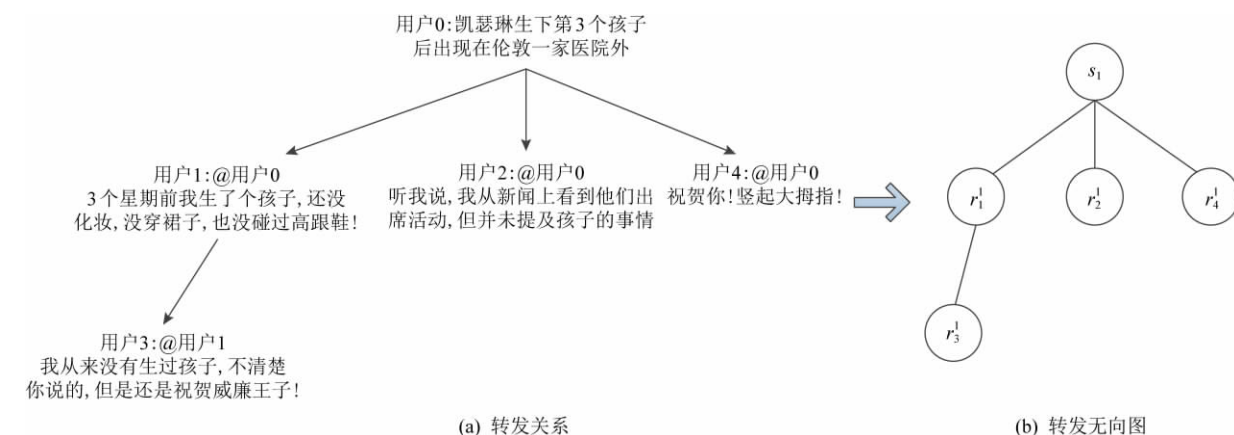 用户0:凯瑟琳生下第3个孩子
后出现在伦敦一家医院外
用户1:@用户0
3个星期前我生了个孩子,还没
化妆,没穿裙子,也没碰过高跟鞋!
用户2:@用户0
听我说,我从新闻上看到他们出
席活动,但并未提及孩子的事情
用户4:@用户0
祝贺你!竖起大拇指!
用户3:@用户1
我从来没有生过孩子,不清楚
你说的,但是还是祝贺威廉王子!
(a) 转发关系
s₁
r₁¹
r₂¹
r₄¹
r₃¹
(b) 转发无向图